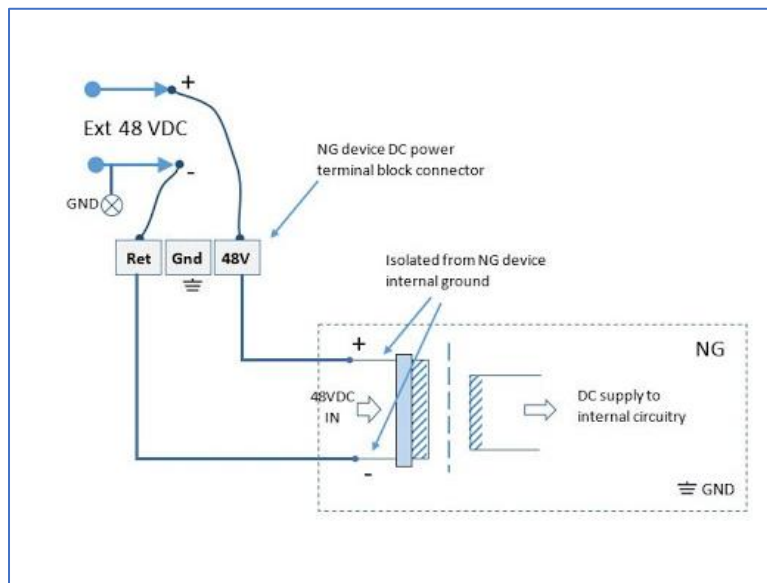 +
Ext 48 VDC
-
GND
NG device DC power
terminal block connector
Ret
Gnd
48V
Isolated from NG device
internal ground
+
NG
48VDC
IN
DC supply to
internal circuitry
-
GND